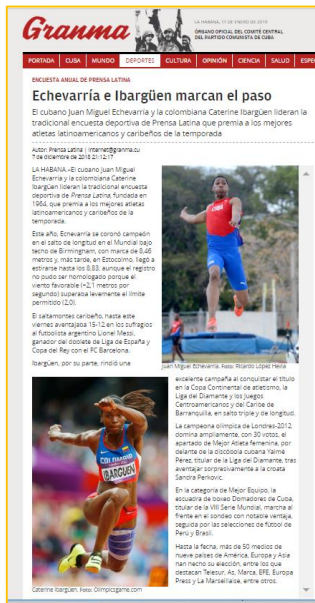 Granma
LA HABANA, 11 DE ENERO DE 2019
ÓRGANO OFICIAL DEL COMITÉ CENTRAL
DEL PARTIDO COMUNISTA DE CUBA
PORTADA CUBA MUNDO DEPORTES CULTURA OPINIÓN CIENCIA SALUD ESPE
ENCUESTA ANUAL DE PRENSA LATINA
Echevarría e Ibargüen marcan el paso
El cubano Juan Miguel Echevarría y la colombiana Caterine Ibargüen lideran la
tradicional encuesta deportiva de Prensa Latina que premia a los mejores
atletas latinoamericanos y caribeños de la temporada
Autor: Prensa Latina | internet@granma.cu
7 de diciembre de 2018 21:12:17
LA HABANA.–El cubano Juan Miguel
Echevarría y la colombiana Caterine
Ibargüen lideran la tradicional encuesta
deportiva de Prensa Latina, fundada en
1964, que premia a los mejores atletas
latinoamericanos y caribeños de la
temporada.
Este año, Echevarría se coronó campeón
en el salto de longitud en el Mundial bajo
techo de Birmingham, con marca de 8,46
metros y, más tarde, en Estocolmo, llegó a
estirarse hasta los 8,83, aunque el registro
no pudo ser homologado porque el
viento favorable (+2,1 metros por
segundo) superaba levemente el límite
permitido (2,0).
El saltamontes caribeño, hasta este
viernes aventajaba 15-12 en los sufragios
al futbolista argentino Lionel Messi,
ganador del doblete de Liga de España y
Copa del Rey con el FC Barcelona.
Ibargüen, por su parte, rindió una
Juan Miguel Echevarría. Foto: Ricardo López Hevia
excelente campaña al conquistar el título
en la Copa Continental de atletismo, la
Liga del Diamante y los Juegos
Centroamericanos y del Caribe de
Barranquilla, en salto triple y de longitud.
La campeona olímpica de Londres-2012
domina ampliamente, con 30 votos, el
apartado de Mejor Atleta femenina, por
delante de la discóbola cubana Yaimé
Pérez, titular de la Liga del Diamante, tras
aventajar sorpresivamente a la croata
Sandra Perkovic.
En la categoría de Mejor Equipo, la
escuadra de boxeo Domadores de Cuba,
titular de la VIII Serie Mundial, marcha al
frente en el sondeo con notable ventaja,
seguida por las selecciones de fútbol de
Perú y Brasil.
Hasta la fecha, más de 50 medios de
nueve países de América, Europa y Asia
han hecho su elección, entre los que
destacan Telesur, As, Marca, EFE, Europa
Press y La Marseillaise, entre otros.
COLOMBIA
IBARGUEN
Caterine Ibarguen. Foto: Olimpicsgame.com